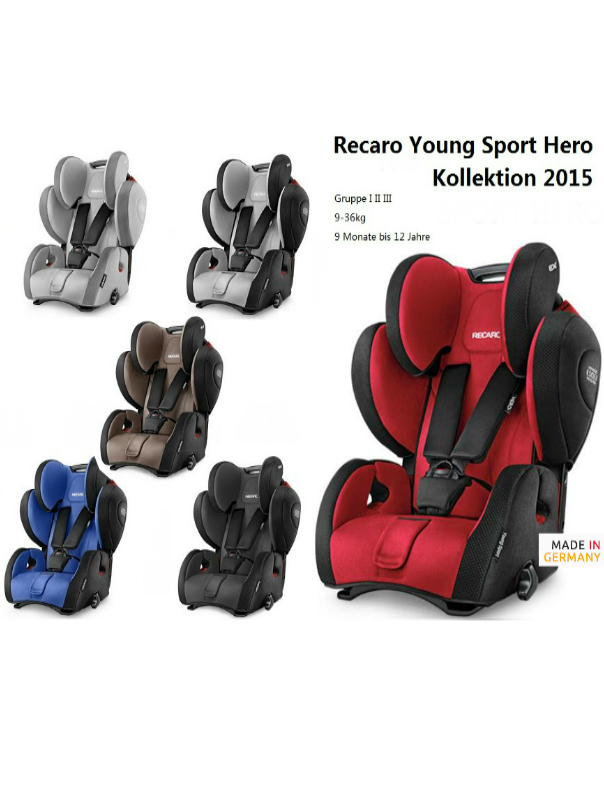 Recaro Young Sport Hero
Kollektion 2015
Gruppe I II III
9-36kg
9 Monate bis 12 Jahre
RECARO
MADE IN
GERMANY